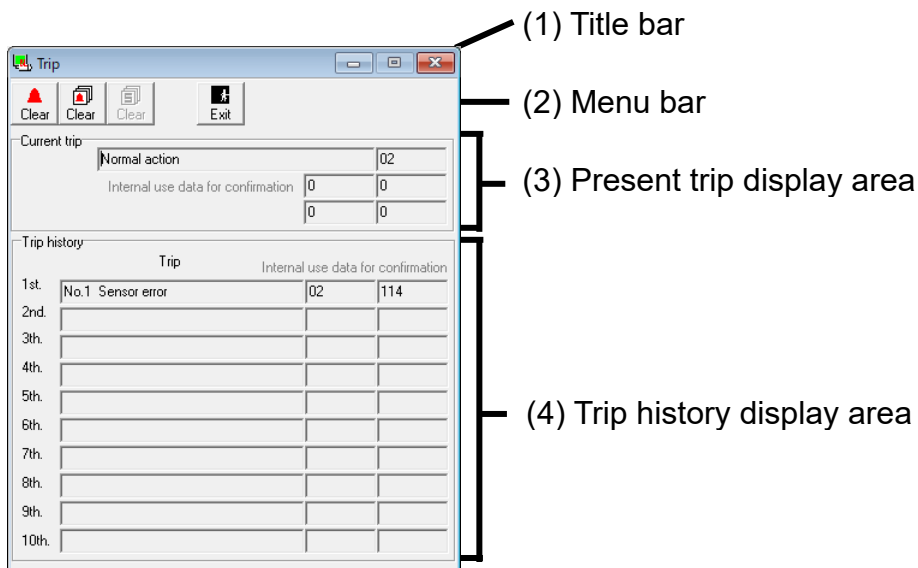 (1) Title bar
Trip
Clear Clear Clear Exit
(2) Menu bar
Current trip
Normal action 02
Internal use data for confirmation 0 0
0 0
(3) Present trip display area
Trip history
Trip Internal use data for confirmation
1st. No.1 Sensor error 02 114
2nd.
3th.
4th.
5th.
6th.
7th.
8th.
9th.
10th.
(4) Trip history display area